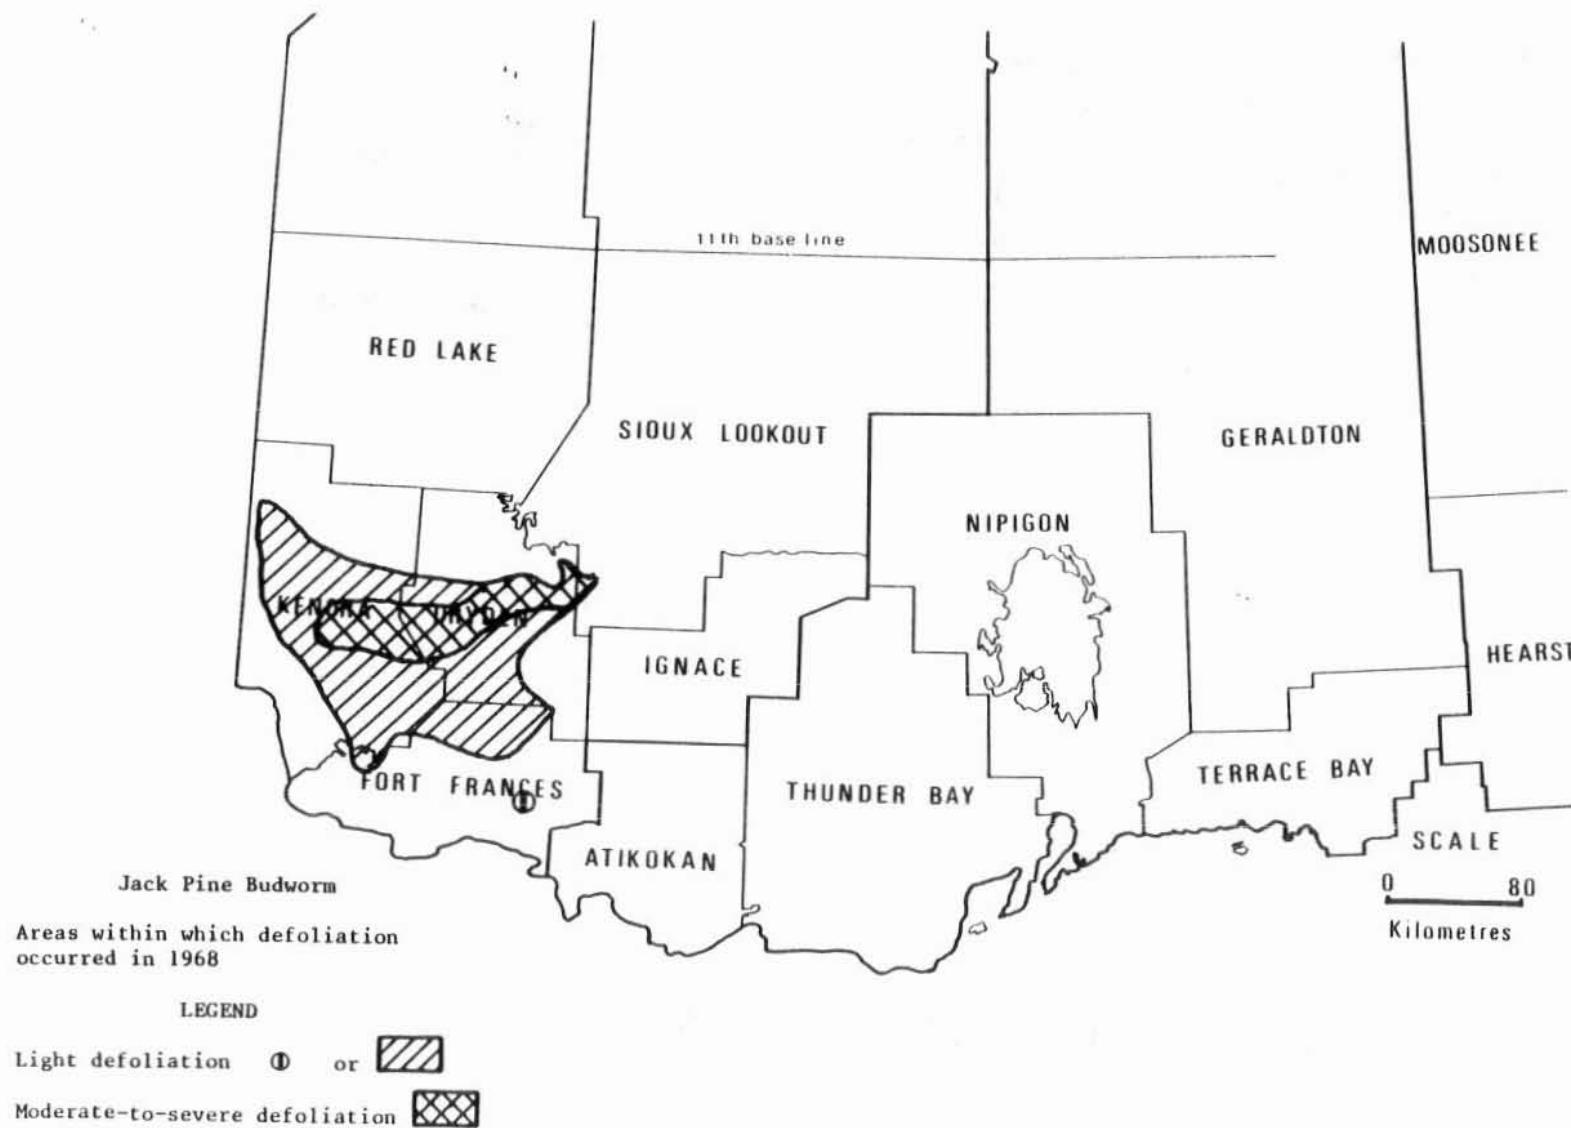 11th base line
MOOSONEE
RED LAKE
SIOUX LOOKOUT
GERALDTON
NIPIGON
KENORA
DRYDEN
IGNACE
HEARST
FORT FRANCES
THUNDER BAY
TERRACE BAY
ATIKOKAN
SCALE
0 80
Kilometres
Jack Pine Budworm
Areas within which defoliation
occurred in 1968
LEGEND
Light defoliation or
Moderate-to-severe defoliation